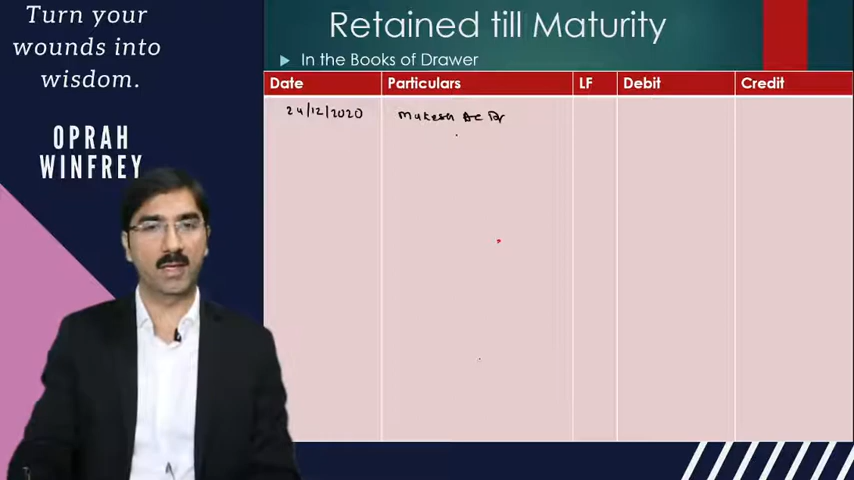 Turn your
wounds into
wisdom.
OPRAH
WINFREY
Retained till Maturity
In the Books of Drawer
Date Particulars LF Debit Credit
24/12/2020 Mukesh Ac Dr